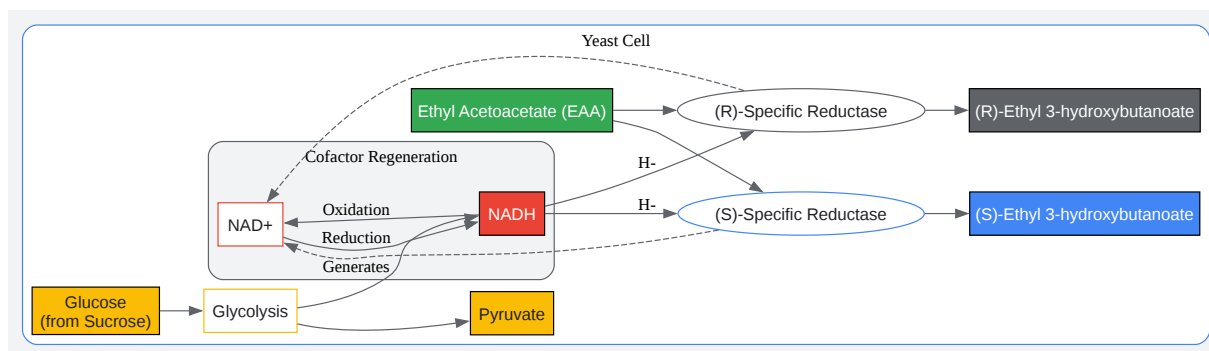 Yeast Cell
Ethyl Acetoacetate (EAA)
(R)-Specific Reductase
(R)-Ethyl 3-hydroxybutanoate
Cofactor Regeneration
H-
NAD+
Oxidation
NADH
H-
(S)-Specific Reductase
(S)-Ethyl 3-hydroxybutanoate
Reduction
Generates
Glucose
(from Sucrose)
Glycolysis
Pyruvate